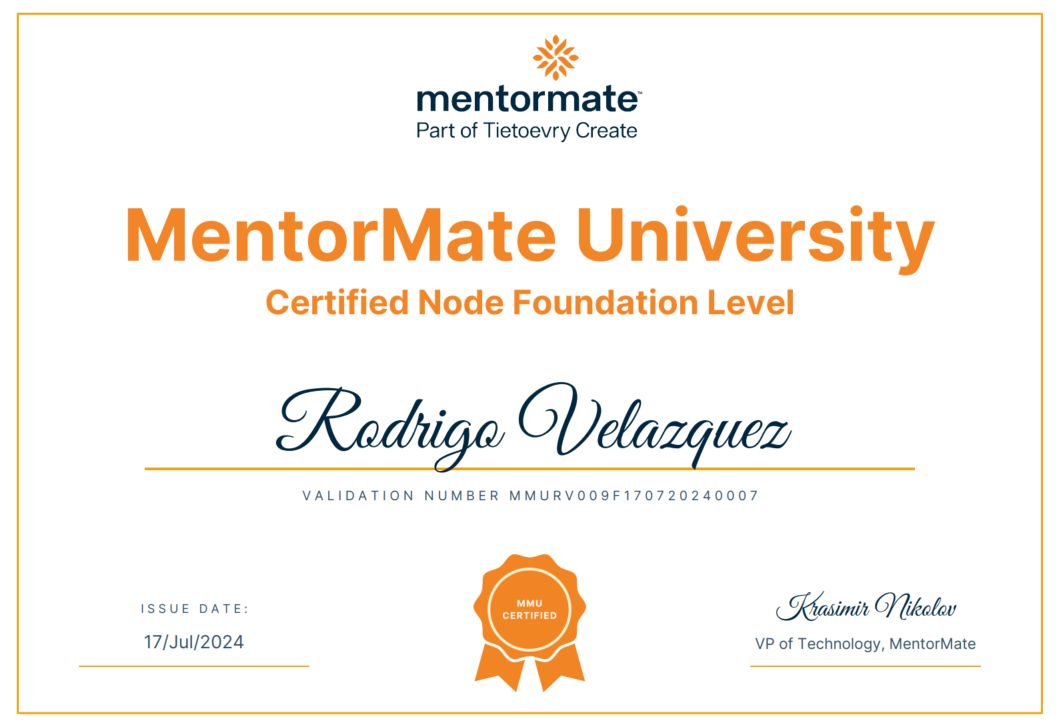 mentormate™
Part of Tietoevry Create
MentorMate University
Certified Node Foundation Level
Rodrigo Velazquez
VALIDATION NUMBER MMURV009F170720240007
ISSUE DATE:
17/Jul/2024
MMU
CERTIFIED
Krasimir Nikolov
VP of Technology, MentorMate